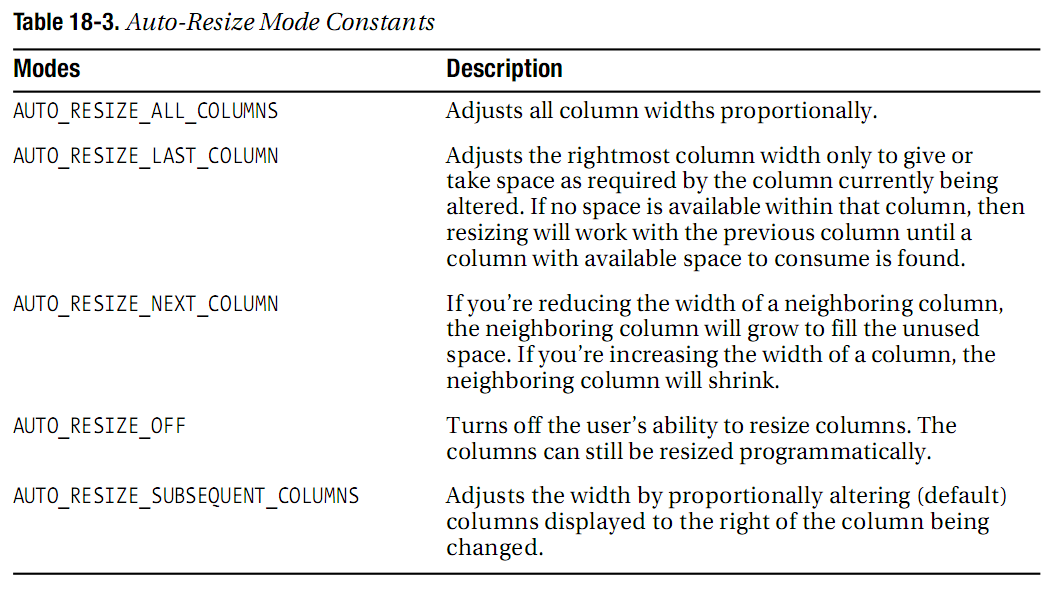 Table 18-3. Auto-Resize Mode Constants
Modes Description
AUTO_RESIZE_ALL_COLUMNS Adjusts all column widths proportionally.
AUTO_RESIZE_LAST_COLUMN Adjusts the rightmost column width only to give or
take space as required by the column currently being
altered. If no space is available within that column, then
resizing will work with the previous column until a
column with available space to consume is found.
AUTO_RESIZE_NEXT_COLUMN If you’re reducing the width of a neighboring column,
the neighboring column will grow to fill the unused
space. If you’re increasing the width of a column, the
neighboring column will shrink.
AUTO_RESIZE_OFF Turns off the user’s ability to resize columns. The
columns can still be resized programmatically.
AUTO_RESIZE_SUBSEQUENT_COLUMNS Adjusts the width by proportionally altering (default)
columns displayed to the right of the column being
changed.